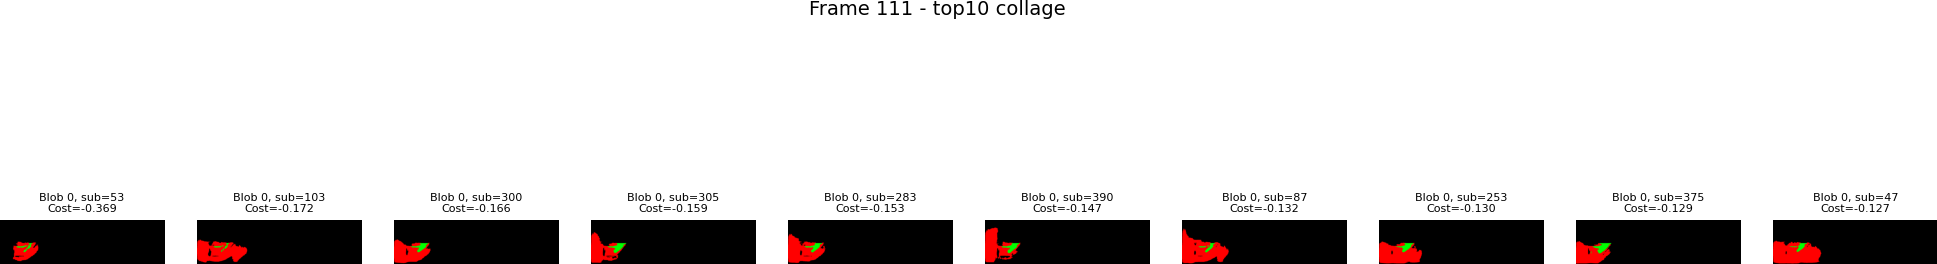 Frame 111 - top10 collage
Blob 0, sub=53
Cost=-0.369
Blob 0, sub=103
Cost=-0.172
Blob 0, sub=300
Cost=-0.166
Blob 0, sub=305
Cost=-0.159
Blob 0, sub=283
Cost=-0.153
Blob 0, sub=390
Cost=-0.147
Blob 0, sub=87
Cost=-0.132
Blob 0, sub=253
Cost=-0.130
Blob 0, sub=375
Cost=-0.129
Blob 0, sub=47
Cost=-0.127